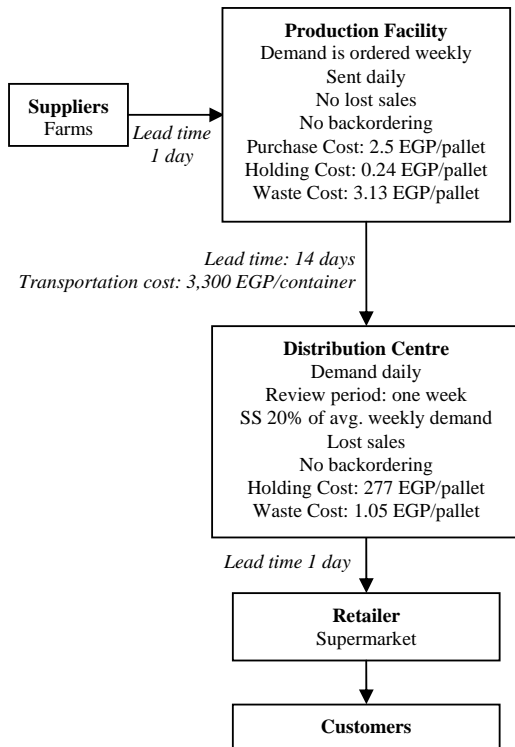 Production Facility
Demand is ordered weekly
Sent daily
No lost sales
No backordering
Purchase Cost: 2.5 EGP/pallet
Holding Cost: 0.24 EGP/pallet
Waste Cost: 3.13 EGP/pallet
Suppliers
Farms
Lead time
1 day
Lead time: 14 days
Transportation cost: 3,300 EGP/container
Distribution Centre
Demand daily
Review period: one week
SS 20% of avg. weekly demand
Lost sales
No backordering
Holding Cost: 277 EGP/pallet
Waste Cost: 1.05 EGP/pallet
Lead time 1 day
Retailer
Supermarket
Customers